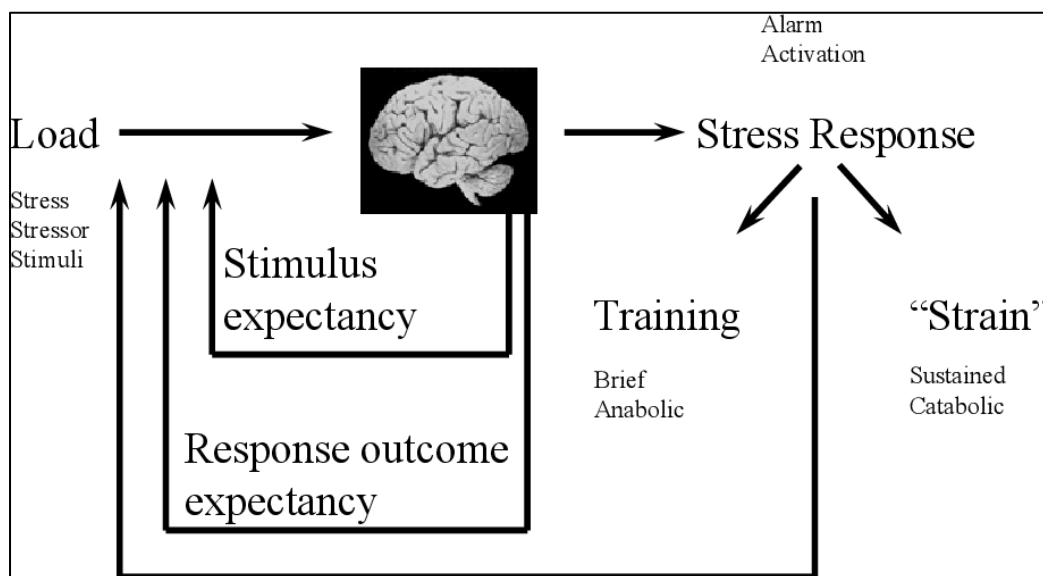 Alarm
Activation
Load
Stress Response
Stress
Stressor
Stimuli
Stimulus
expectancy
Training
“Strain”
Brief
Anabolic
Sustained
Catabolic
Response outcome
expectancy